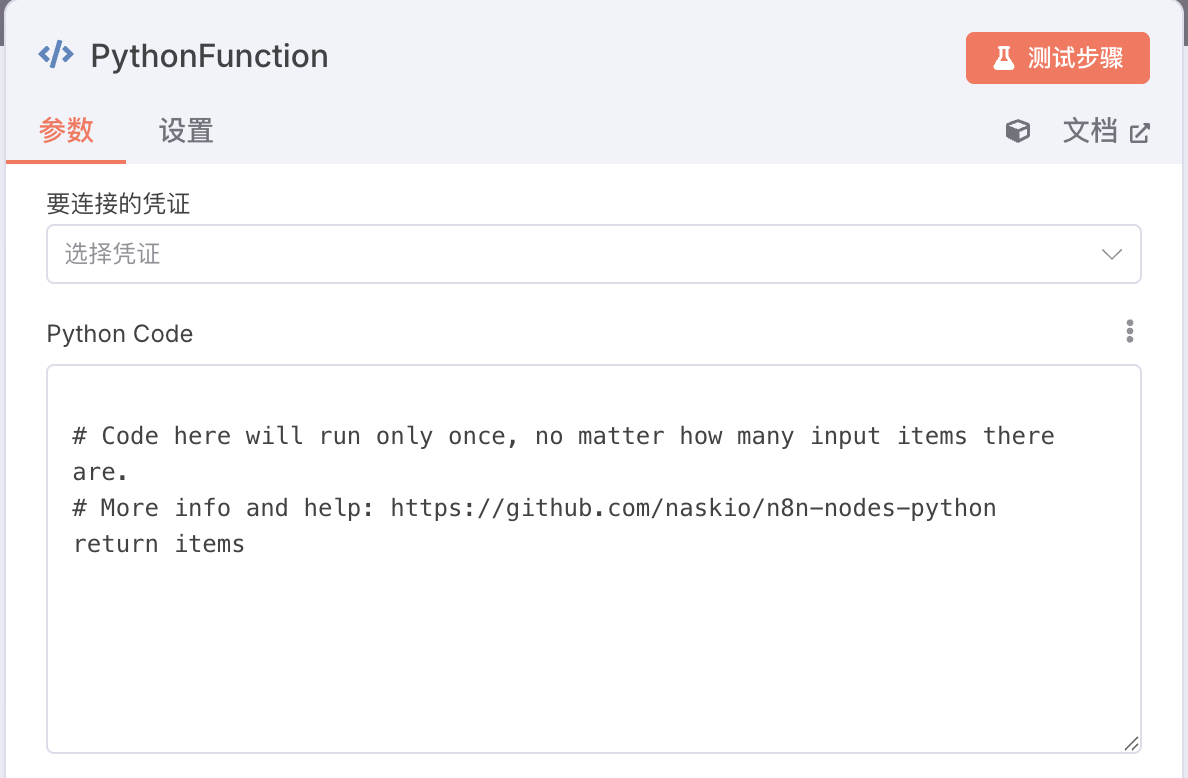 PythonFunction
测试步骤
参数
设置
文档
要连接的凭证
选择凭证
Python Code
# Code here will run only once, no matter how many input items there
are.
# More info and help: https://github.com/naskio/n8n-nodes-python
return items